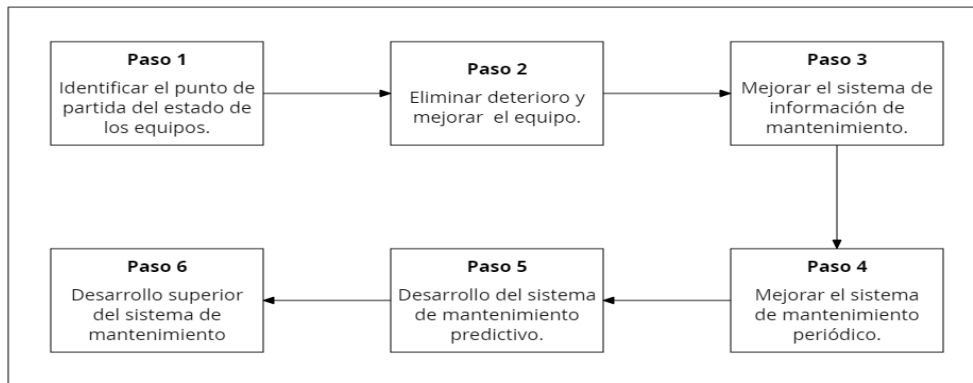 Paso 1
Identificar el punto de
partida del estado de
los equipos.
Paso 2
Eliminar deterioro y
mejorar el equipo.
Paso 3
Mejorar el sistema de
información de
mantenimiento.
Paso 4
Mejorar el sistema
de mantenimiento
periódico.
Paso 5
Desarrollo del sistema
de mantenimiento
predictivo.
Paso 6
Desarrollo superior
del sistema de
mantenimiento